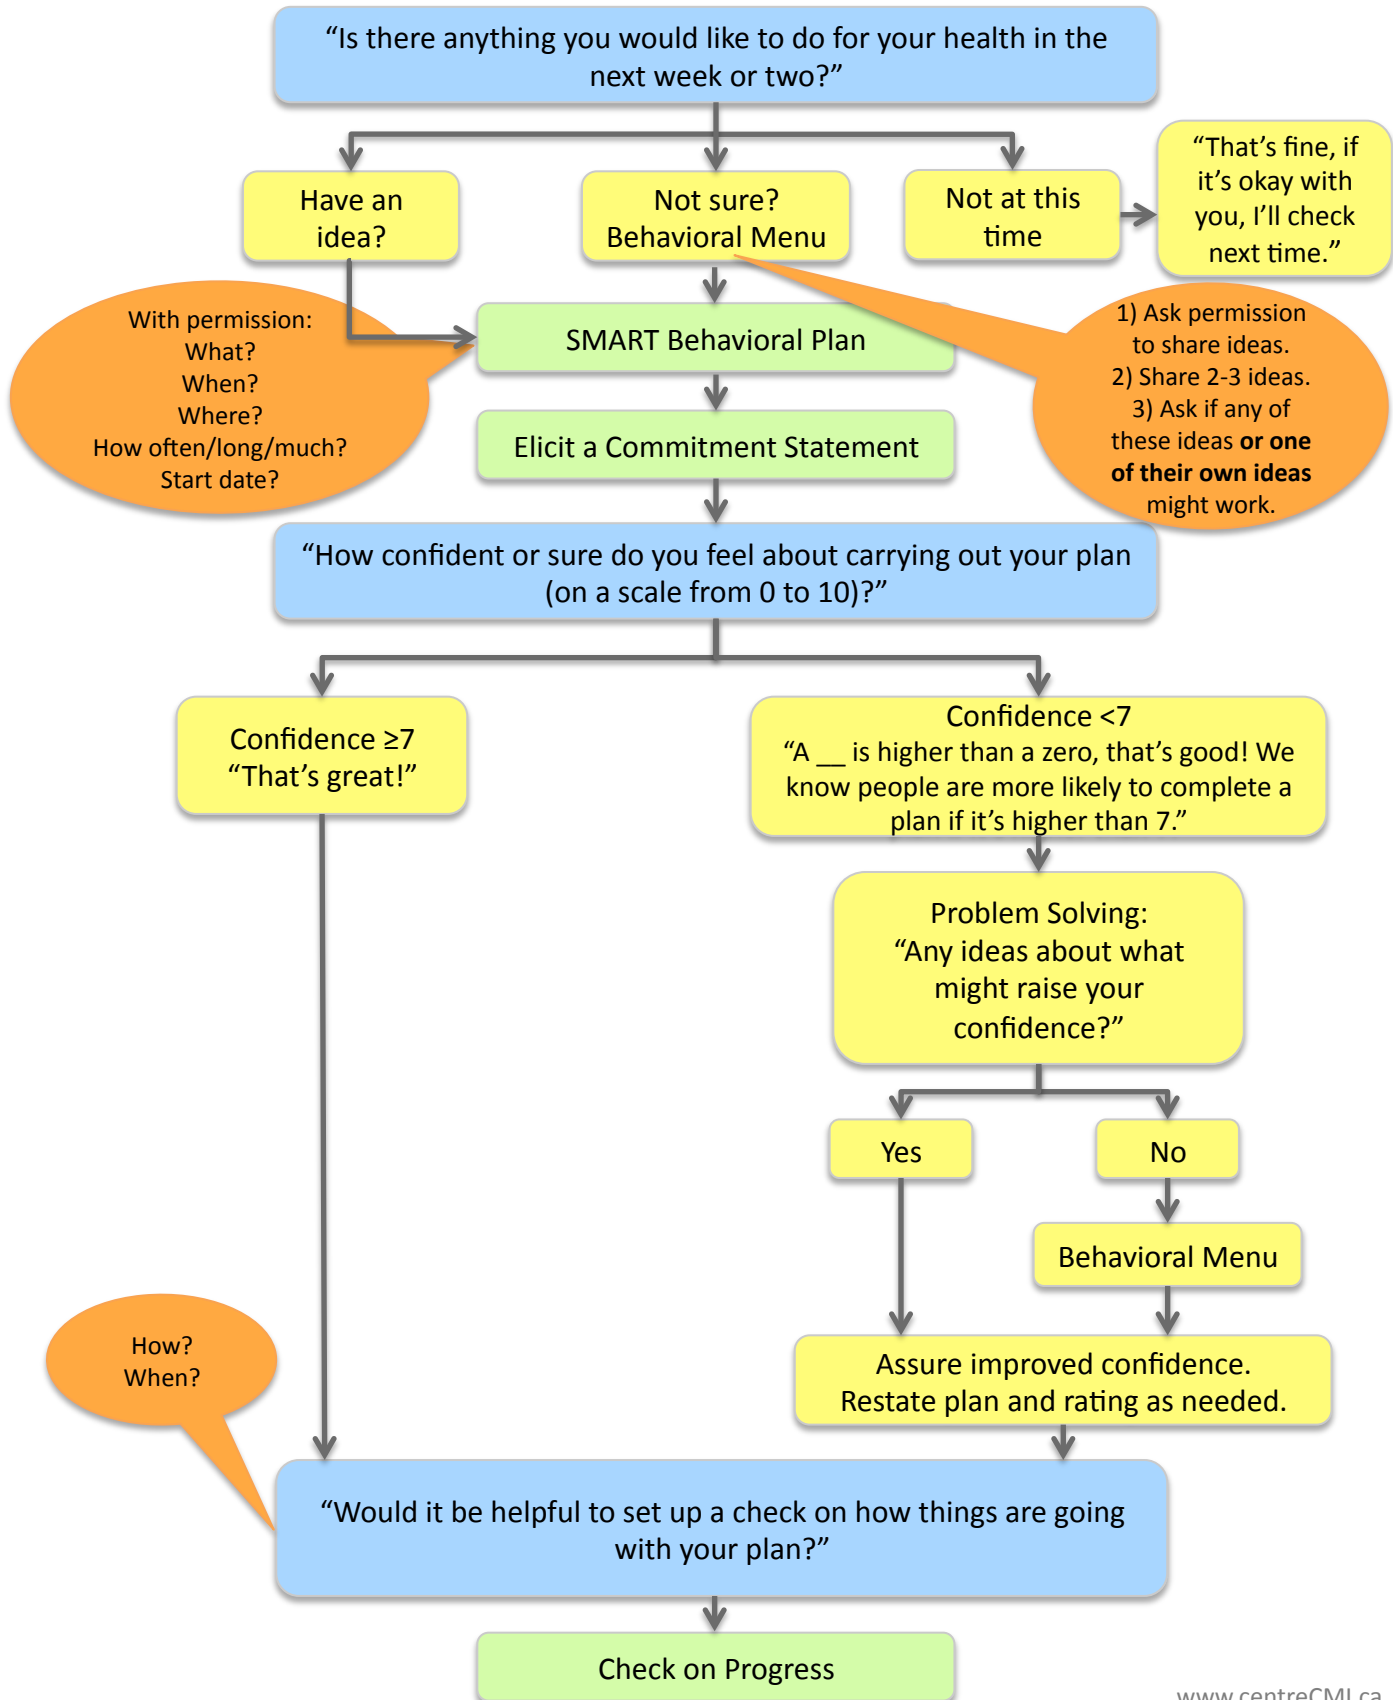 “Is there anything you would like to do for your health in the
next week or two?”
Have an
idea?
Not sure?
Behavioral Menu
Not at this
time
“That’s fine, if
it’s okay with
you, I’ll check
next time.”
With permission:
What?
When?
Where?
How often/long/much?
Start date?
SMART Behavioral Plan
1) Ask permission
to share ideas.
2) Share 2-3 ideas.
3) Ask if any of
these ideas or one
of their own ideas
might work.
Elicit a Commitment Statement
“How confident or sure do you feel about carrying out your plan
(on a scale from 0 to 10)?”
Confidence ≥7
“That’s great!”
Confidence <7
“A __ is higher than a zero, that’s good! We
know people are more likely to complete a
plan if it’s higher than 7.”
Problem Solving:
“Any ideas about what
might raise your
confidence?”
Yes
No
Behavioral Menu
How?
When?
Assure improved confidence.
Restate plan and rating as needed.
“Would it be helpful to set up a check on how things are going
with your plan?”
Check on Progress
www.centreCMI.ca